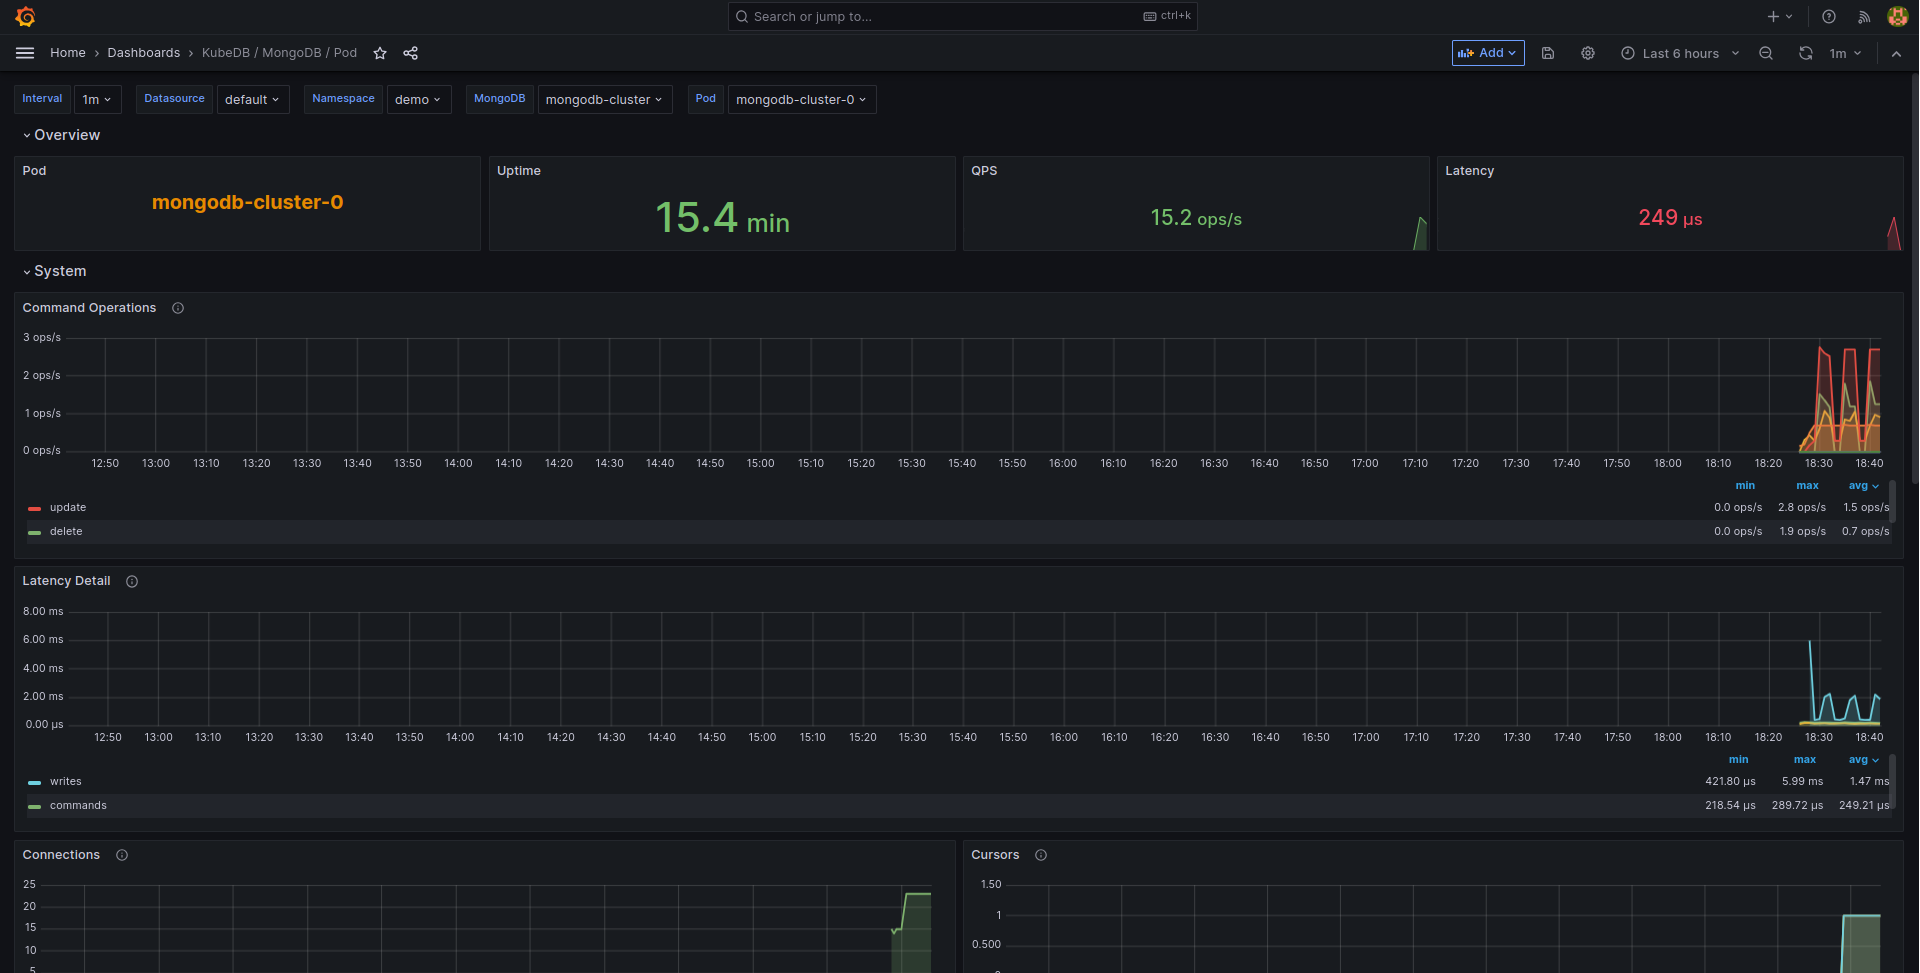 Search or jump to... ctrl+k
Home › Dashboards › KubeDB / MongoDB / Pod Add Last 6 hours 1m
Interval 1m Datasource default Namespace demo MongoDB mongodb-cluster Pod mongodb-cluster-0
Overview
Pod Uptime QPS Latency
mongodb-cluster-0 15.4 min 15.2 ops/s 249 µs
System
Command Operations
3 ops/s
2 ops/s
1 ops/s
0 ops/s
12:50 13:00 13:10 13:20 13:30 13:40 13:50 14:00 14:10 14:20 14:30 14:40 14:50 15:00 15:10 15:20 15:30 15:40 15:50 16:00 16:10 16:20 16:30 16:40 16:50 17:00 17:10 17:20 17:30 17:40 17:50 18:00 18:10 18:20 18:30 18:40
min max avg
update 0.0 ops/s 2.8 ops/s 1.5 ops/s
delete 0.0 ops/s 1.9 ops/s 0.7 ops/s
Latency Detail
8.00 ms
6.00 ms
4.00 ms
2.00 ms
0.00 µs
12:50 13:00 13:10 13:20 13:30 13:40 13:50 14:00 14:10 14:20 14:30 14:40 14:50 15:00 15:10 15:20 15:30 15:40 15:50 16:00 16:10 16:20 16:30 16:40 16:50 17:00 17:10 17:20 17:30 17:40 17:50 18:00 18:10 18:20 18:30 18:40
min max avg
writes 421.80 µs 5.99 ms 1.47 ms
commands 218.54 µs 289.72 µs 249.21 µs
Connections Cursors
25 1.50
20 1
15 0.500
10
5